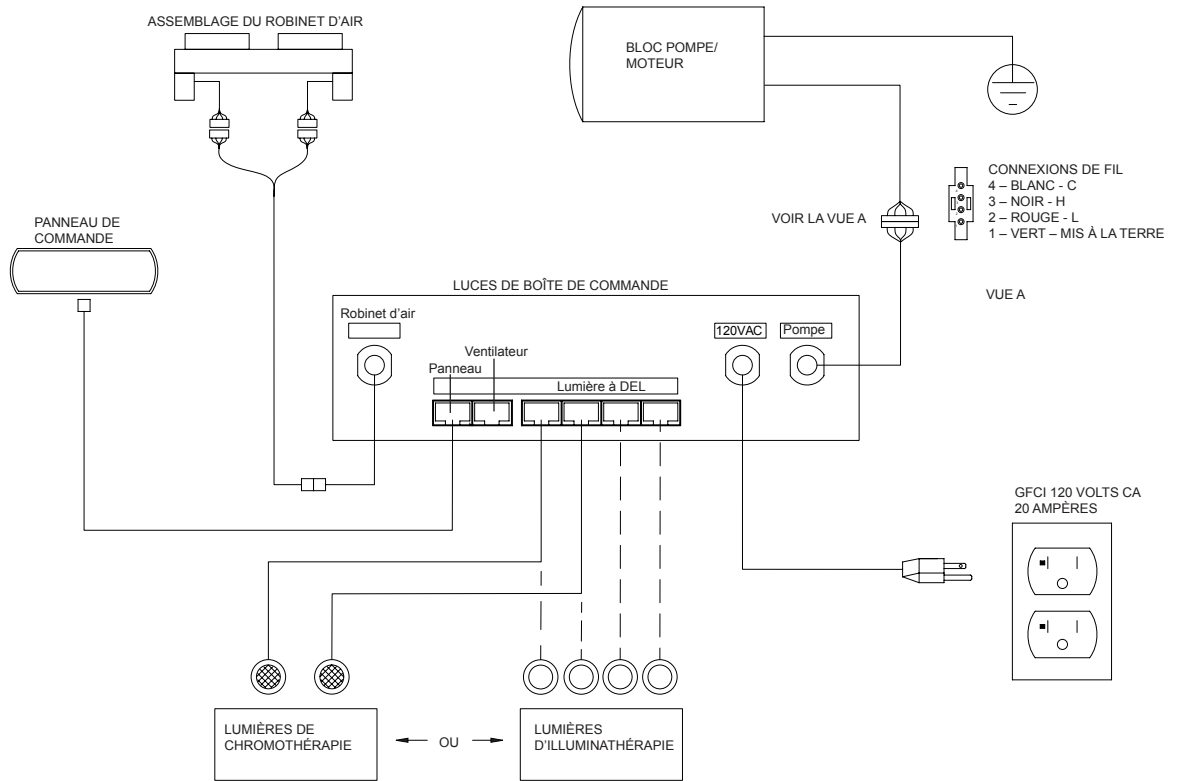 ASSEMBLAGE DU ROBINET D'AIR
BLOC POMPE/
MOTEUR
CONNEXIONS DE FIL
4 – BLANC - C
3 – NOIR - H
2 – ROUGE - L
1 – VERT – MIS À LA TERRE
VOIR LA VUE A
VUE A
PANNEAU DE
COMMANDE
LUCES DE BOÎTE DE COMMANDE
Robinet d'air
120VAC
Pompe
Ventilateur
Panneau
Lumière à DEL
GFCI 120 VOLTS CA
20 AMPÈRES
LUMIÈRES DE
CHROMOTHÉRAPIE
OU
LUMIÈRES
D'ILLUMINATHÉRAPIE